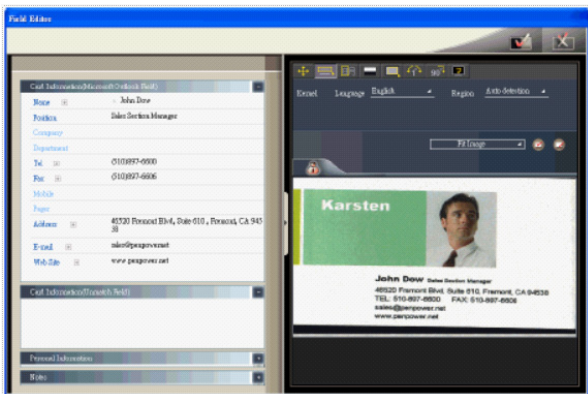 Field Editor
Card Information(Microsoft Outlook Field)
Name John Dow
Position Sales Section Manager
Company
Department
Tel (510)897-6600
Fax (510)897-6606
Mobile
Pager
Address 46520 Fremont Blvd, Suite 610., Fremont, CA 945
38
E-mail sales@penpower.net
Web Site www.penpower.net
Card Information(Unmatch Field)
Personal Information
Notes
Kernel Language English Region Auto detection
Fit Image
Karsten
John Dow Sales Section Manager
46520 Fremont Blvd, Suite 610, Fremont, CA 94538
TEL: 510-897-6600 FAX: 510-897-6606
sales@penpower.net
www.penpower.net